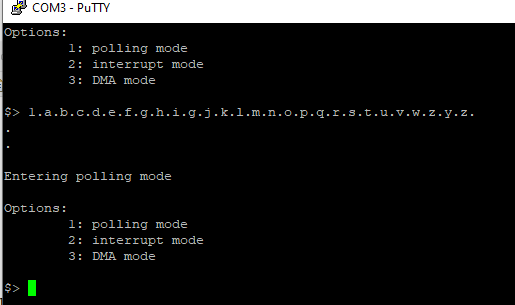 COM3 - PuTTY
Options:
1: polling mode
2: interrupt mode
3: DMA mode
$> 1.a.b.c.d.e.f.g.h.i.g.j.k.l.m.n.o.p.q.r.s.t.u.v.w.z.y.z.
.
.
Entering polling mode
Options:
1: polling mode
2: interrupt mode
3: DMA mode
$>